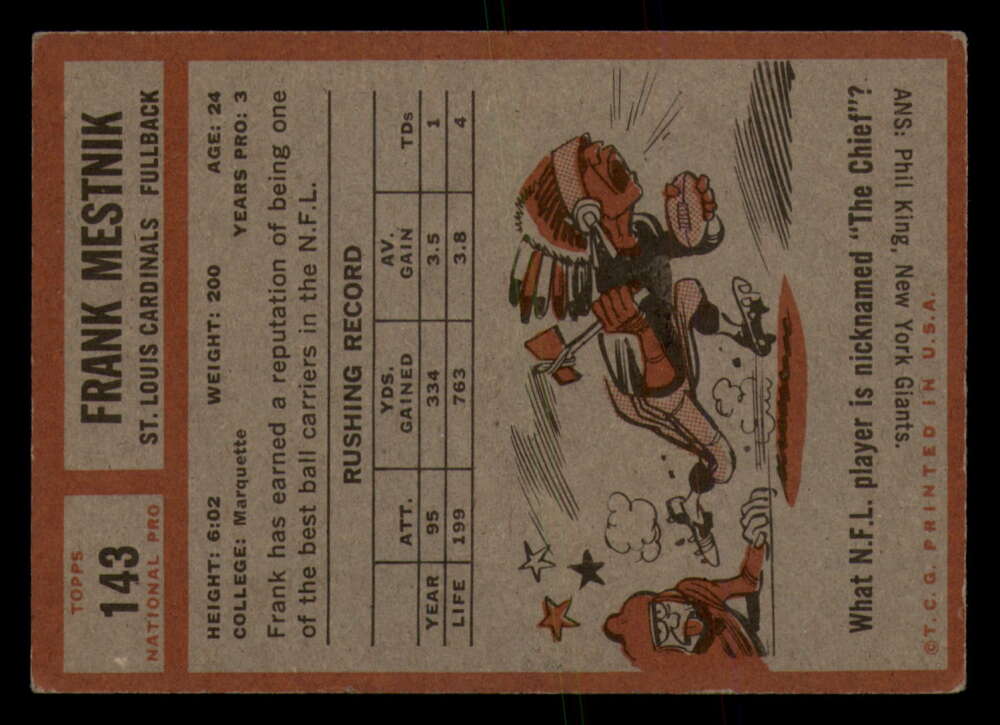 TOPPS
143
NATIONAL PRO
FRANK MESTNIK
ST. LOUIS CARDINALS FULLBACK
HEIGHT: 6:02 WEIGHT: 200 AGE: 24
COLLEGE: Marquette YEARS PRO: 3
Frank has earned a reputation of being one
of the best ball carriers in the N.F.L.
RUSHING RECORD
ATT. YDS. GAINED AV. GAIN TDs
YEAR 95 334 3.5 1
LIFE 199 763 3.8 4
What N.F.L. player is nicknamed "The Chief"?
ANS: Phil King, New York Giants.
©T.C.G. PRINTED IN U.S.A.